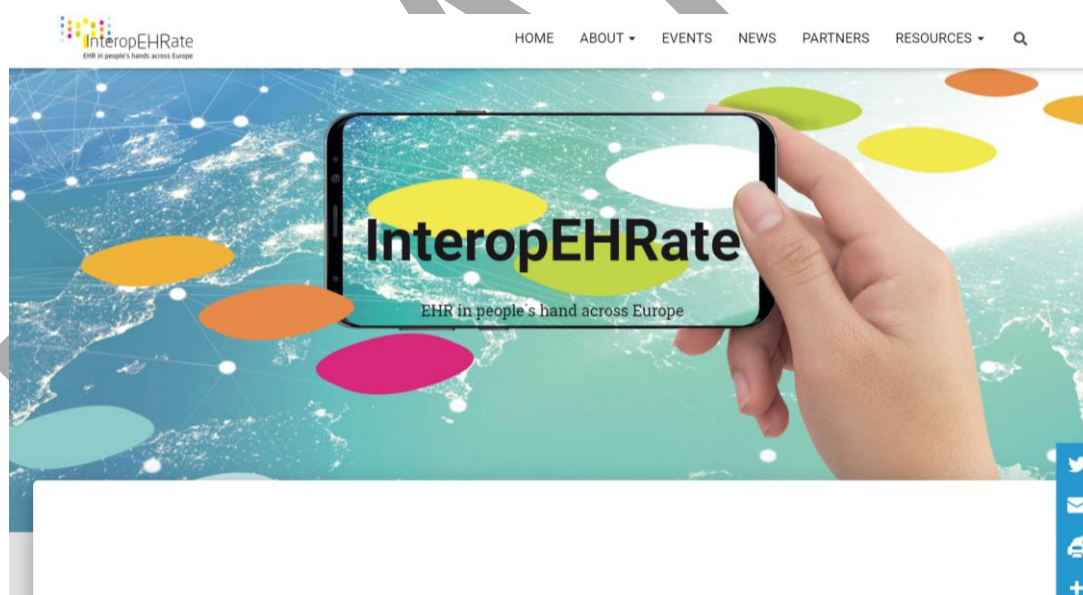 InteropEHRate
EHR in people's hands across Europe
HOME ABOUT EVENTS NEWS PARTNERS RESOURCES
InteropEHRate
EHR in people`s hand across Europe